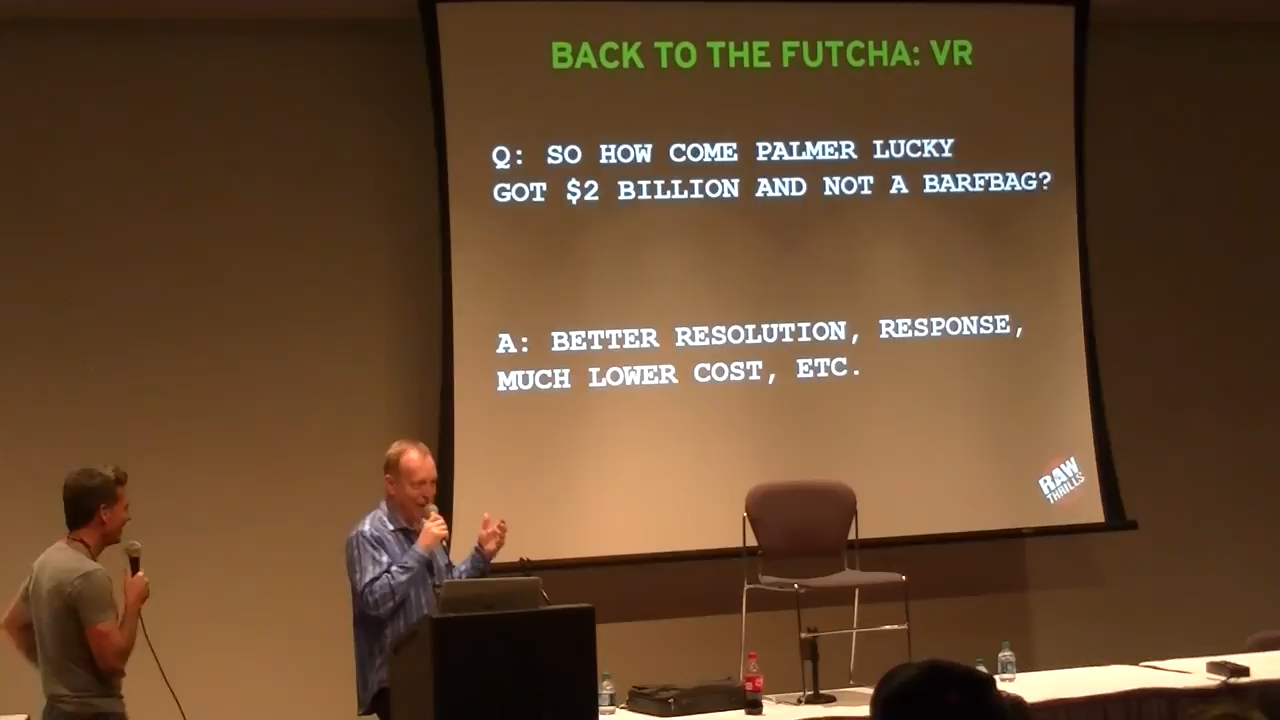 BACK TO THE FUTCHA: VR
Q: SO HOW COME PALMER LUCKY
GOT $2 BILLION AND NOT A BARFBAG?
A: BETTER RESOLUTION, RESPONSE,
MUCH LOWER COST, ETC.
RAW
THRILLS